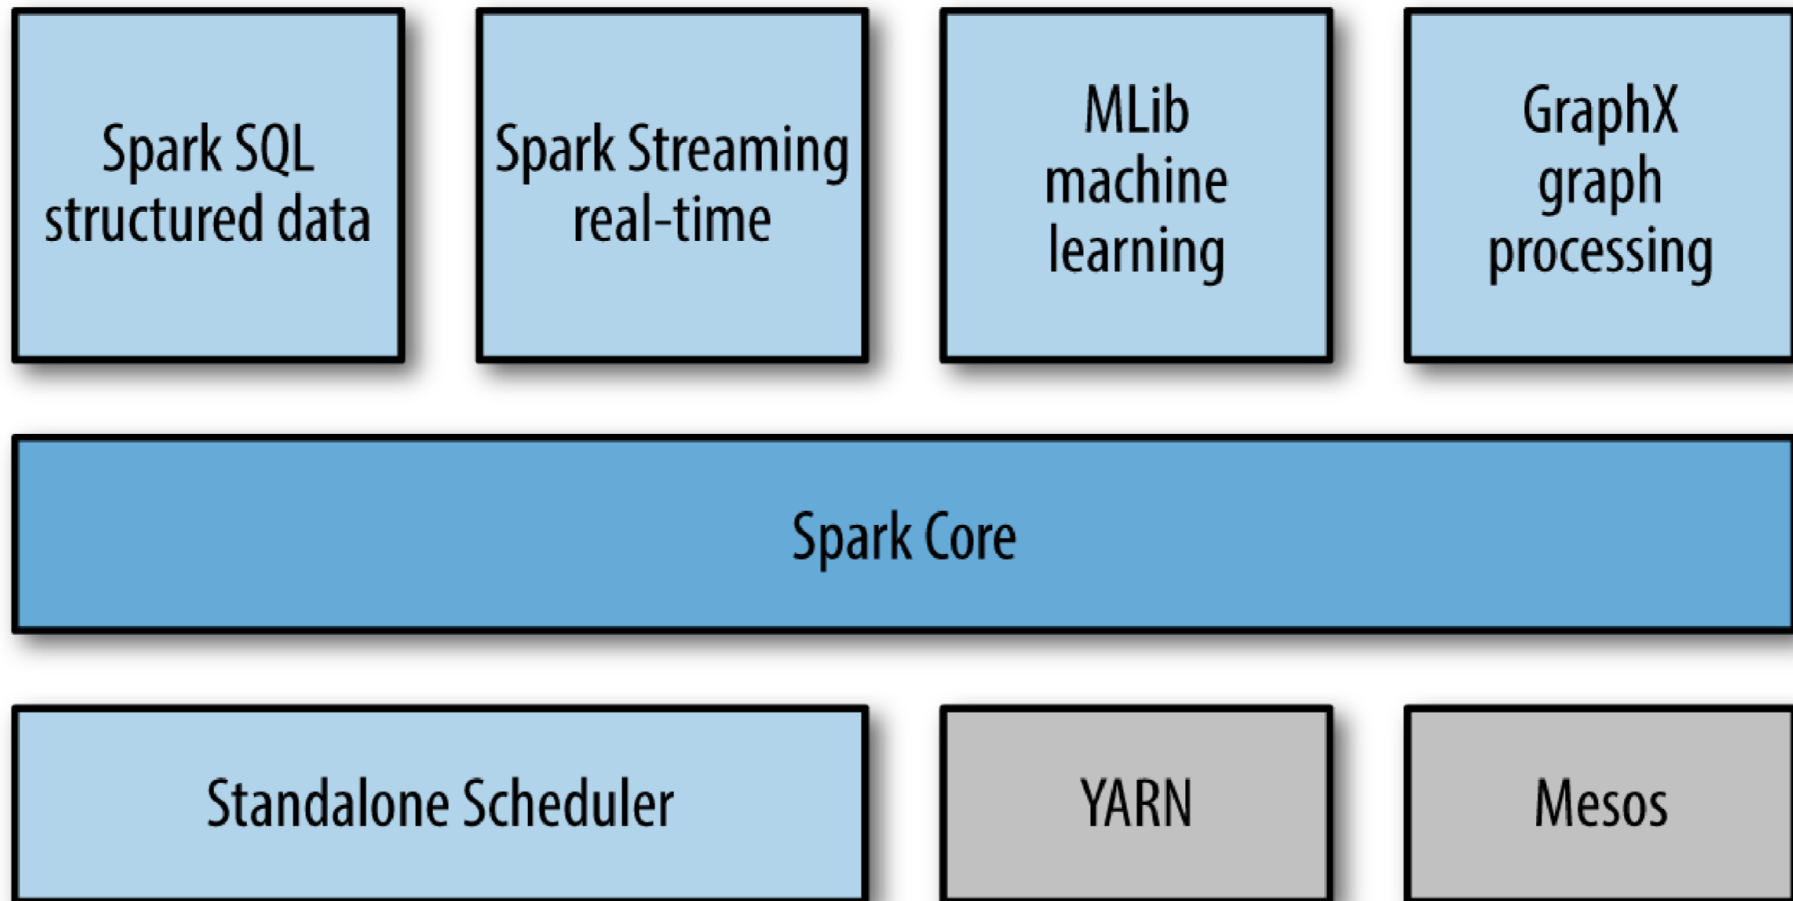 Spark SQL
structured data
Spark Streaming
real-time
MLib
machine
learning
GraphX
graph
processing
Spark Core
Standalone Scheduler
YARN
Mesos